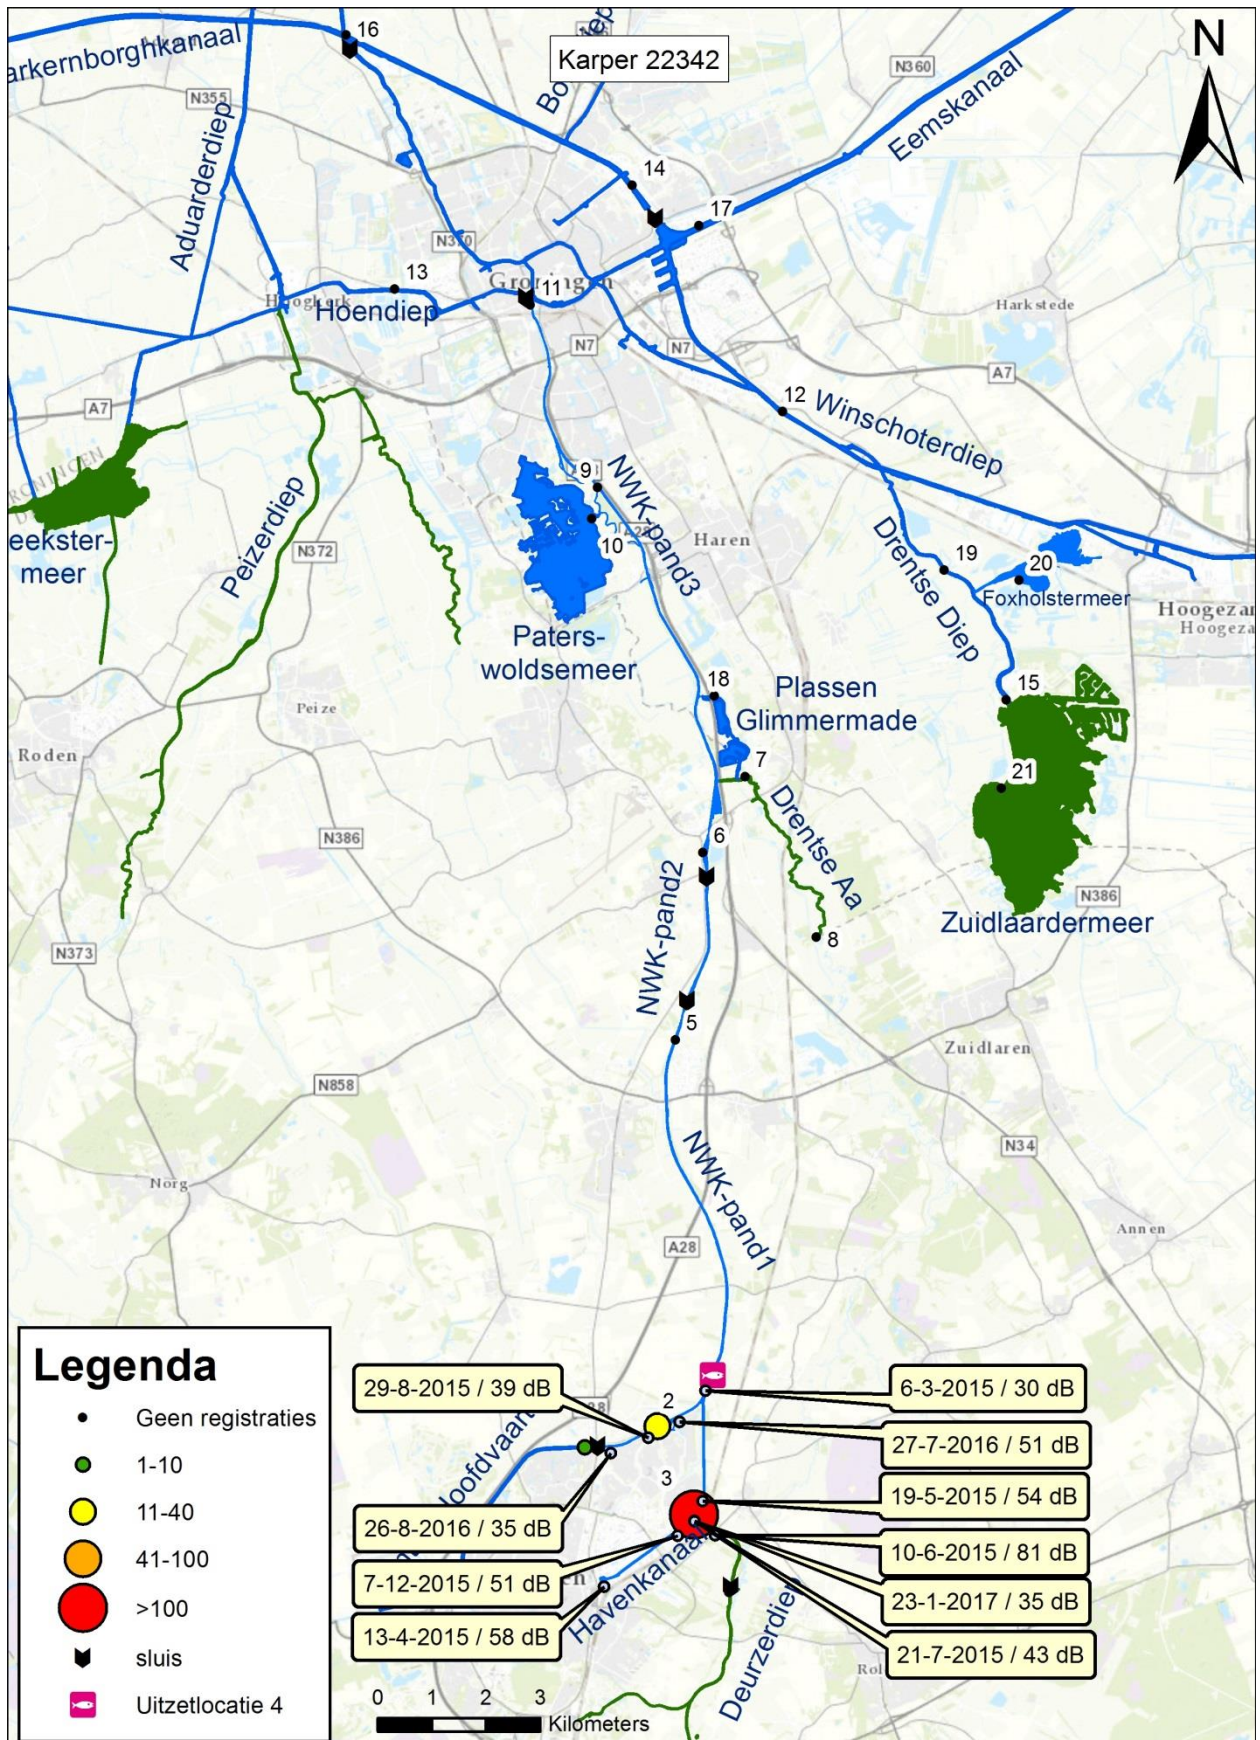 Karper 22342
N
16
arkernborghkanaal
N355
N360
Eemskanaal
Aduarderdiep
14
17
N370
13
Groningen
11
Hoogkerk
Hoendiep
Harkstede
N7
N7
A7
12
Winschoterdiep
A7
9
NWK-pand3
10
Haren
Peizerdiep
N372
eekster-
meer
Drentse Diep
19
20
Foxholstermeer
Hoogezan
Hoogeza
Paters-
woldsemeer
18
Plassen
Glimmermade
15
Peize
Roden
7
21
Drentse Aa
N386
6
NWK-pand2
N386
8
Zuidlaardermeer
N373
5
Zuidlaren
N858
NWK-pand1
N34
Norg
Annen
A28
Legenda
Geen registraties
1-10
11-40
41-100
>100
sluis
Uitzetlocatie 4
29-8-2015 / 39 dB
2
6-3-2015 / 30 dB
27-7-2016 / 51 dB
oofdvaart
3
19-5-2015 / 54 dB
26-8-2016 / 35 dB
10-6-2015 / 81 dB
7-12-2015 / 51 dB
Havenkanaal
23-1-2017 / 35 dB
13-4-2015 / 58 dB
21-7-2015 / 43 dB
Deurzerdiep
0 1 2 3
Kilometers